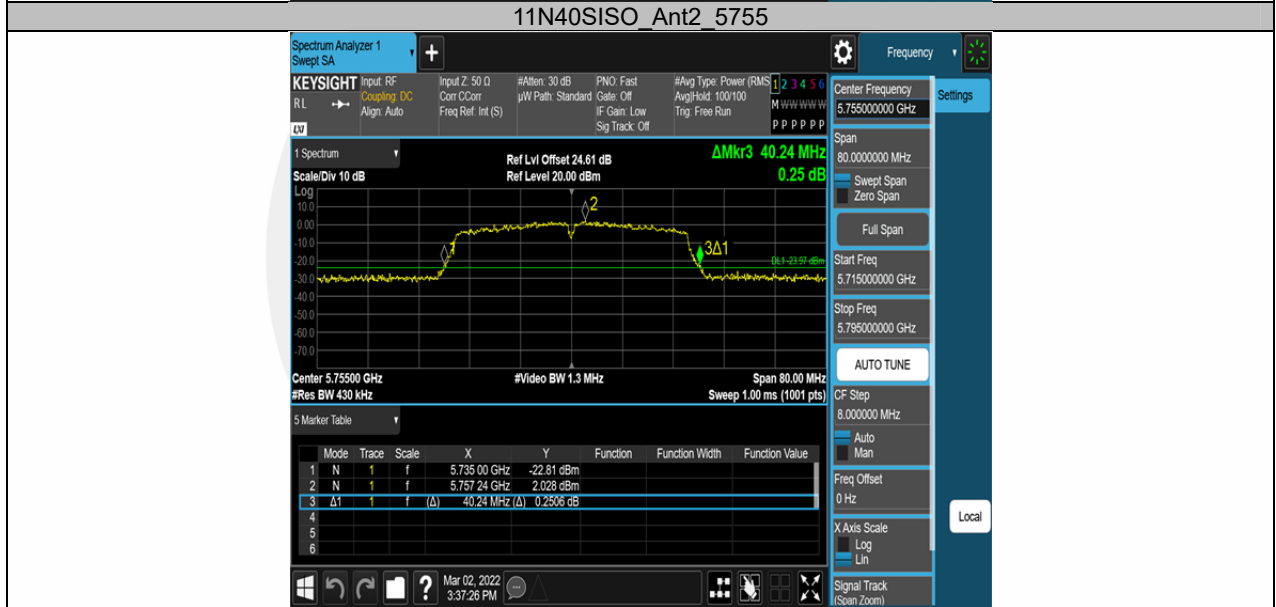 11N40SISO_Ant2_5755
Spectrum Analyzer 1
Swept SA
+
Frequency
KEYSIGHT Input: RF
RL Coupling: DC
Align: Auto
LXI
Input Z: 50 Ω
Corr CCorr
Freq Ref: Int (S)
#Atten: 30 dB
µW Path: Standard
PNO: Fast
Gate: Off
IF Gain: Low
Sig Track: Off
#Avg Type: Power (RMS
Avg|Hold: 100/100
Trig: Free Run
1 2 3 4 5 6
M W W W W W
P P P P P P
Center Frequency
5.755000000 GHz
Settings
1 Spectrum
Ref Lvl Offset 24.61 dB
ΔMkr3 40.24 MHz
Scale/Div 10 dB
Ref Level 20.00 dBm
0.25 dB
Log
10.0
0.00
-10.0
-20.0
-30.0
-40.0
-50.0
-60.0
-70.0
1
2
3Δ1
DL1 -23.97 dBm
Center 5.75500 GHz
#Video BW 1.3 MHz
Span 80.00 MHz
#Res BW 430 kHz
Sweep 1.00 ms (1001 pts)
Span
80.0000000 MHz
Swept Span
Zero Span
Full Span
Start Freq
5.715000000 GHz
Stop Freq
5.795000000 GHz
AUTO TUNE
CF Step
8.000000 MHz
Auto
Man
Freq Offset
0 Hz
X Axis Scale
Log
Lin
Signal Track
(Span Zoom)
Local
5 Marker Table
Mode Trace Scale X Y Function Function Width Function Value
1 N 1 f 5.735 00 GHz -22.81 dBm
2 N 1 f 5.757 24 GHz 2.028 dBm
3 Δ1 1 f (Δ) 40.24 MHz (Δ) 0.2506 dB
4
5
6
?
Mar 02, 2022
3:37:26 PM